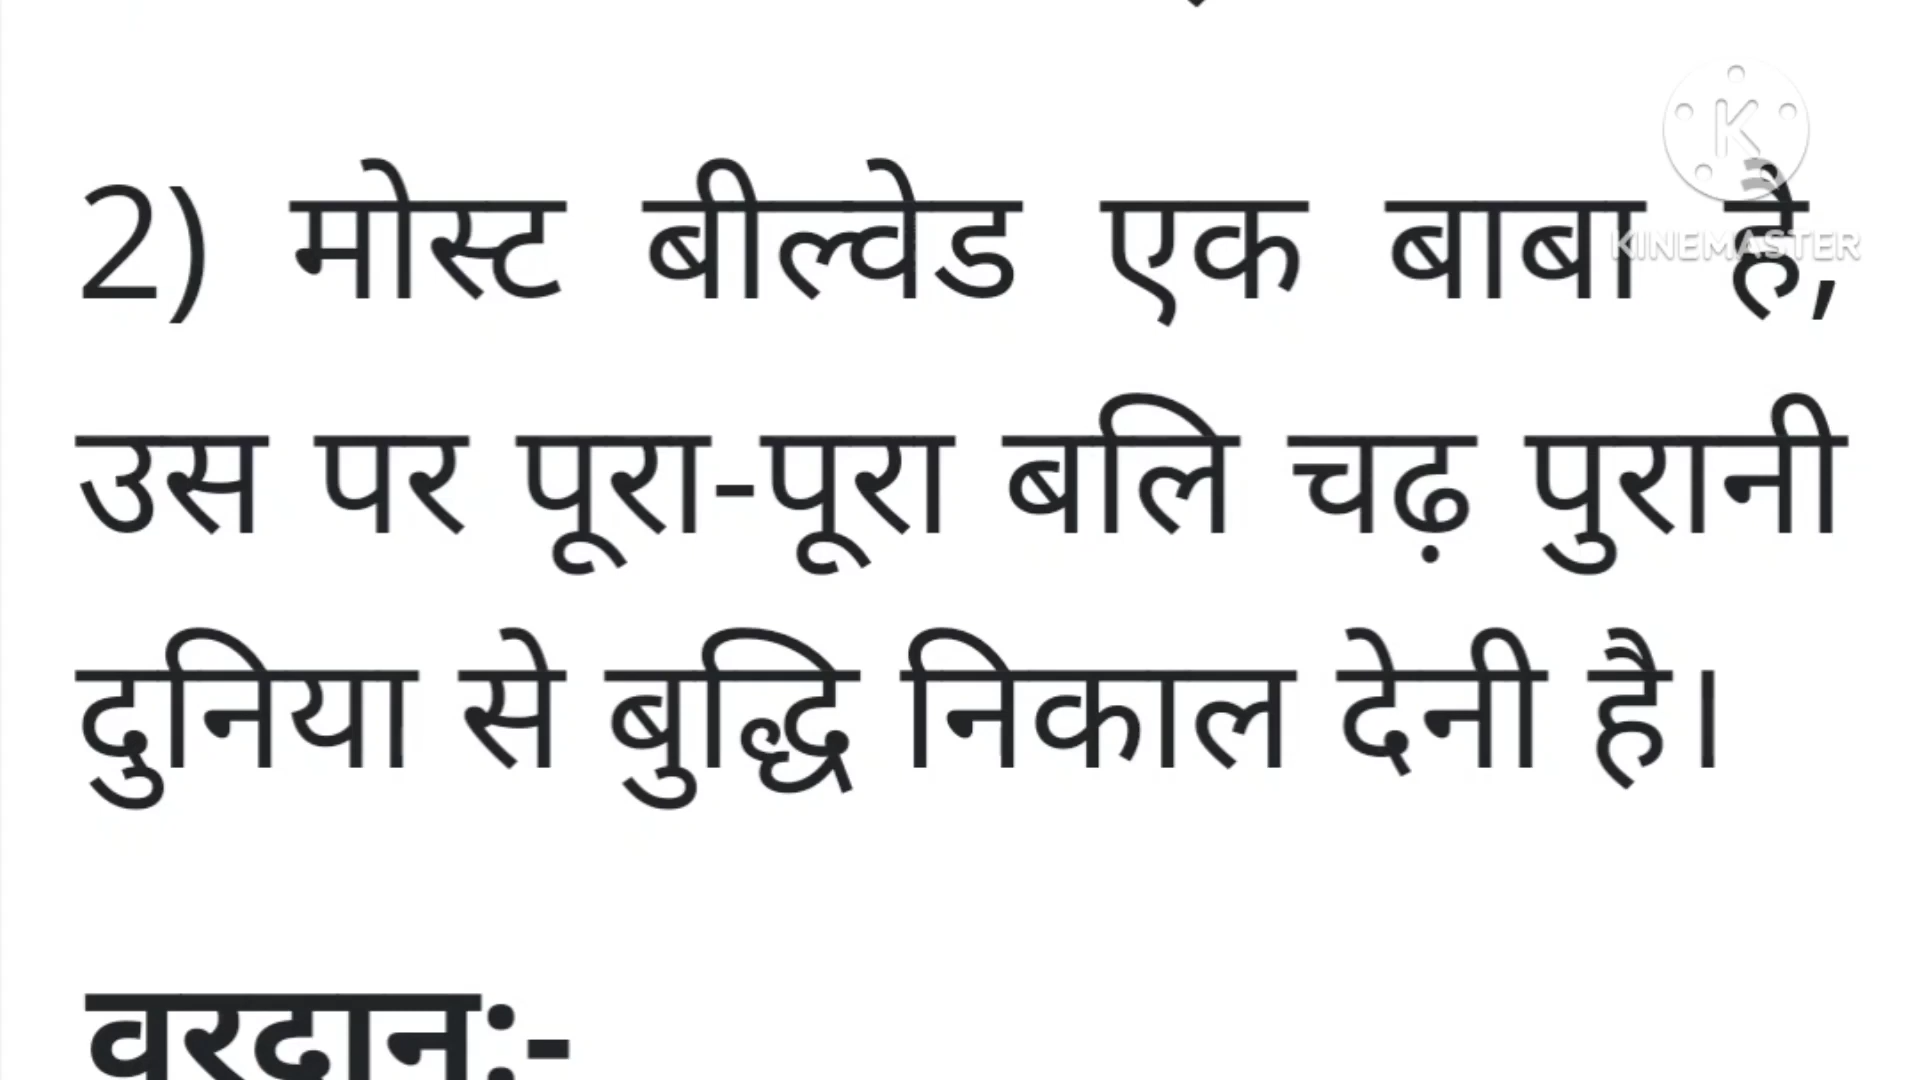 KINEMASTER
2) मोस्ट बील्वेड एक बाबा है,
उस पर पूरा-पूरा बलि चढ़ पुरानी
दुनिया से बुद्धि निकाल देनी है।
वरदान:-